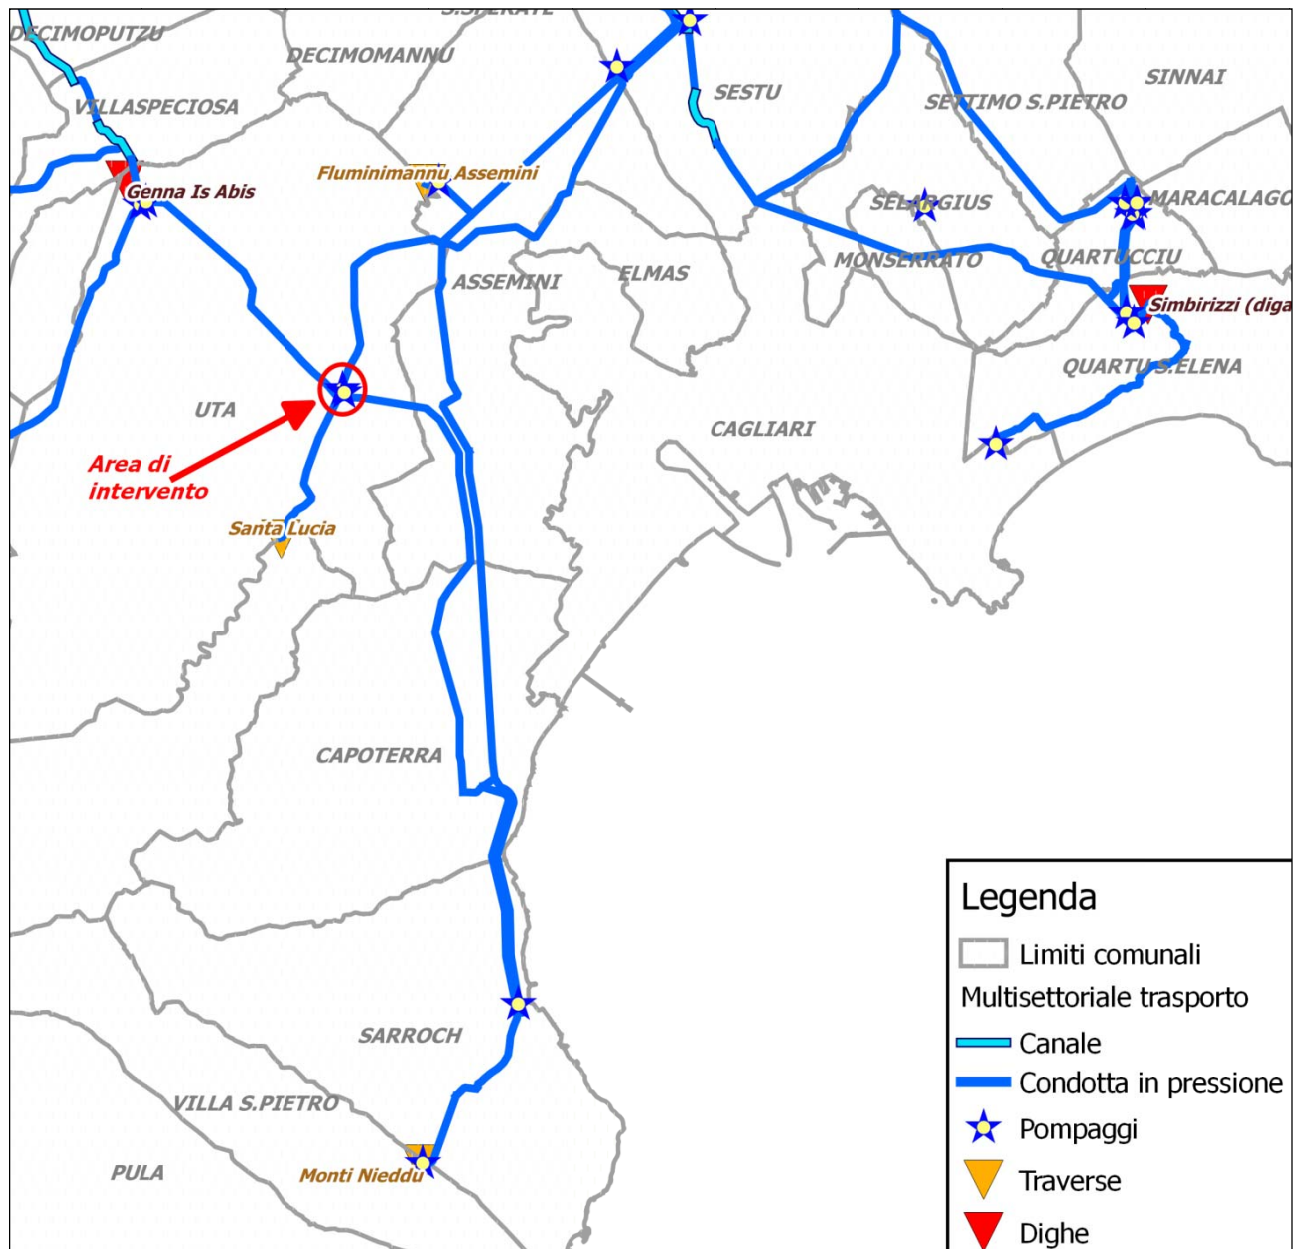 S.SPERATE
DECIMOPUTZU
DECIMOMANNU
SINNAI
SESTU
VILLASPECIOSA
SETTIMO S.PIETRO
Fluminimannu Assemini
Genna Is Abis
MARACALAGO
SELARGIUS
QUARTUCCIU
MONSERRATO
ELMAS
ASSEMINI
Simbirizzi (diga
QUARTU S.ELENA
UTA
CAGLIARI
Area di
intervento
Santa Lucia
CAPOTERRA
SARROCH
VILLA S.PIETRO
PULA
Monti Nieddu
Legenda
Limiti comunali
Multisettoriale trasporto
Canale
Condotta in pressione
Pompaggi
Traverse
Dighe